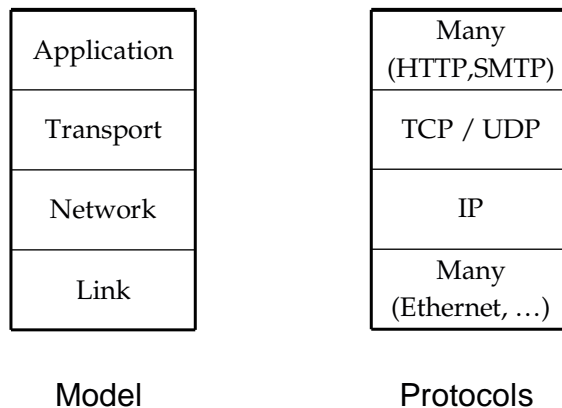 Application
Transport
Network
Link
Model
Many
(HTTP,SMTP)
TCP / UDP
IP
Many
(Ethernet, …)
Protocols